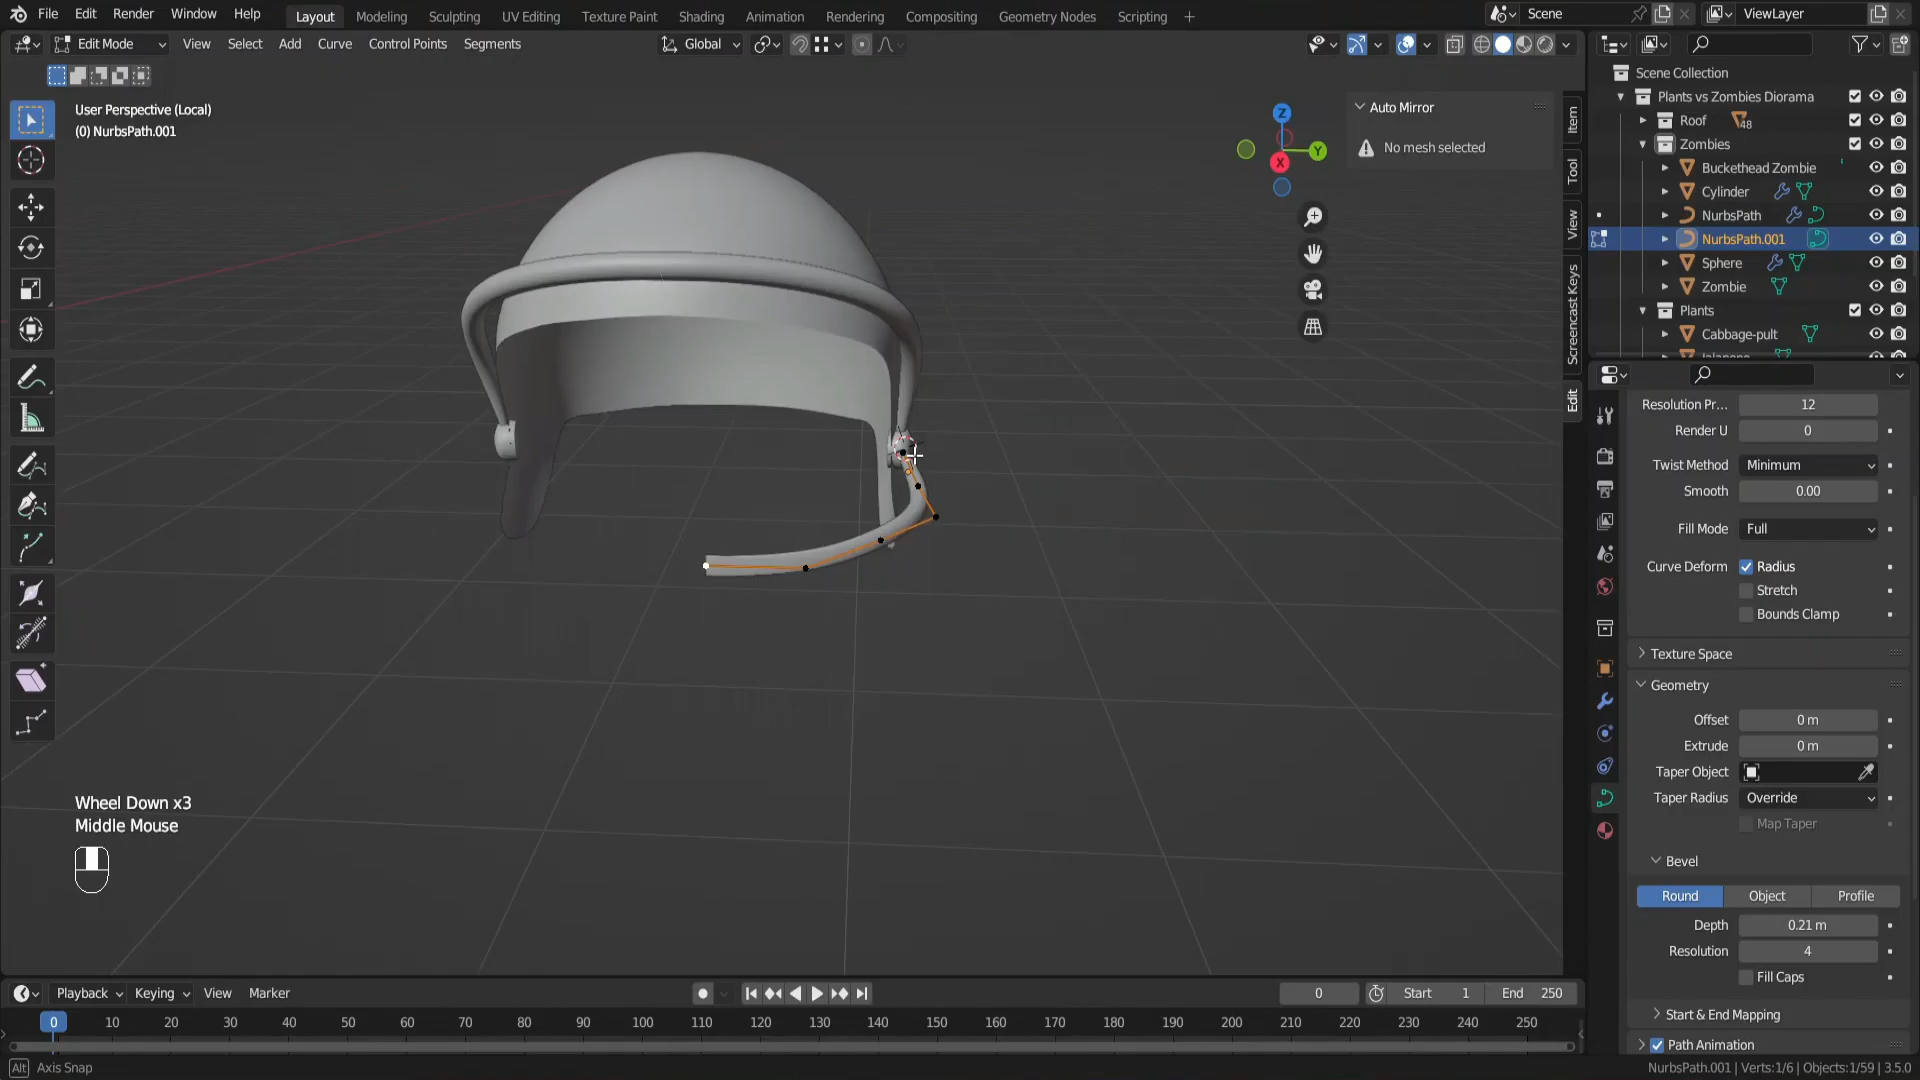 File Edit Render Window Help Layout Modeling Sculpting UV Editing Texture Paint Shading Animation Rendering Compositing Geometry Nodes Scripting + Scene ViewLayer
Edit Mode View Select Add Curve Control Points Segments Global
User Perspective (Local)
(0) NurbsPath.001
Z
Y
X
Auto Mirror
No mesh selected
Item
Tool
View
Screencast Keys
Edit
Scene Collection
Plants vs Zombies Diorama
Roof 48
Zombies
Buckethead Zombie
Cylinder
NurbsPath
NurbsPath.001
Sphere
Zombie
Plants
Cabbage-pult
Jalapeno
Resolution Pr... 12
Render U 0
Twist Method Minimum
Smooth 0.00
Fill Mode Full
Curve Deform Radius
Stretch
Bounds Clamp
Texture Space
Geometry
Offset 0 m
Extrude 0 m
Taper Object
Taper Radius Override
Map Taper
Bevel
Round Object Profile
Depth 0.21 m
Resolution 4
Fill Caps
Start & End Mapping
Path Animation
Wheel Down x3
Middle Mouse
Playback Keying View Marker 0 Start 1 End 250
0 10 20 30 40 50 60 70 80 90 100 110 120 130 140 150 160 170 180 190 200 210 220 230 240 250
Alt Axis Snap NurbsPath.001 | Verts:1/6 | Objects:1/59 | 3.5.0